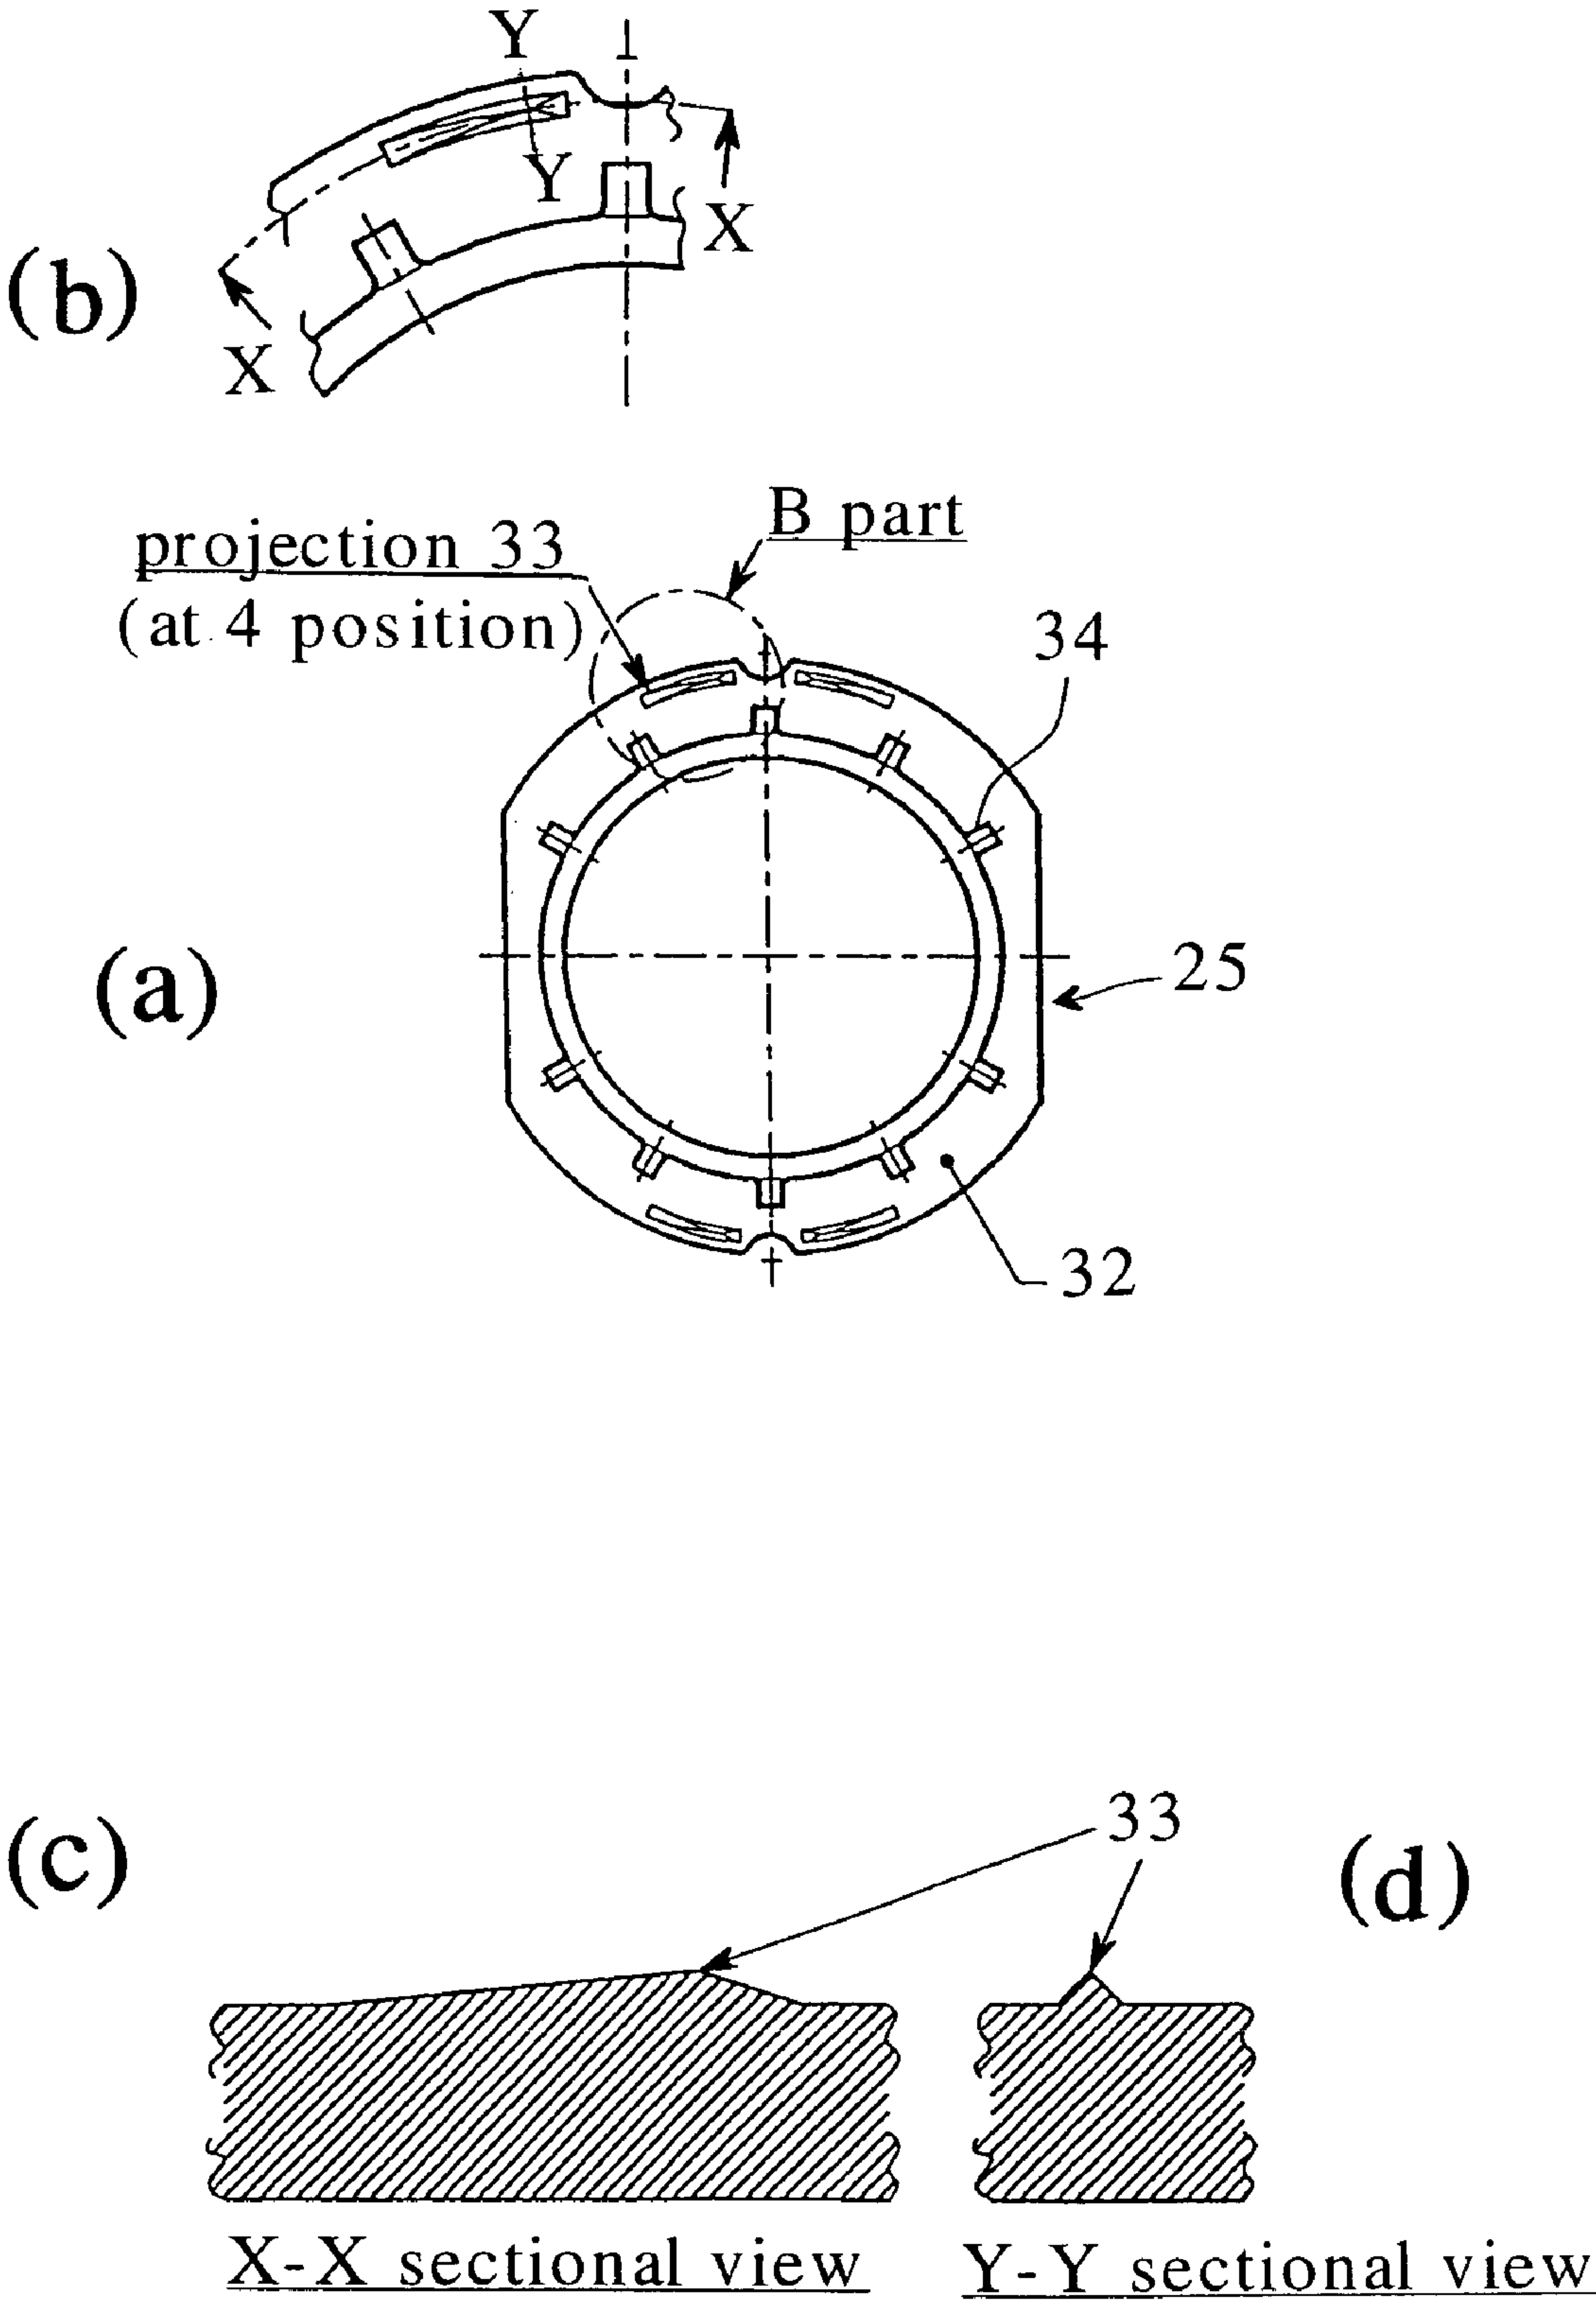 Y
Y
X
(b)
X
B part
projection 33
(at 4 position)
34
(a)
25
32
33
(c)
(d)
X-X sectional view
Y-Y sectional view